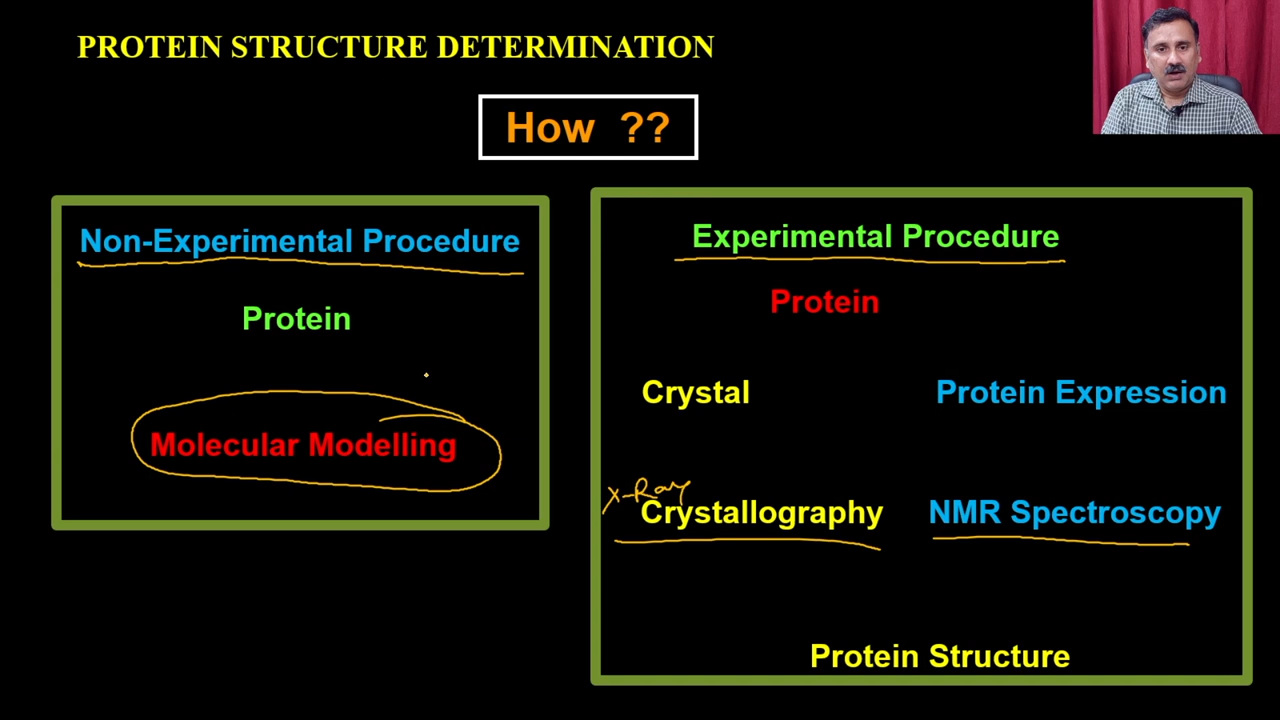 PROTEIN STRUCTURE DETERMINATION
How ??
Non-Experimental Procedure
Protein
Molecular Modelling
Experimental Procedure
Protein
Crystal
Protein Expression
X-Ray
Crystallography
NMR Spectroscopy
Protein Structure